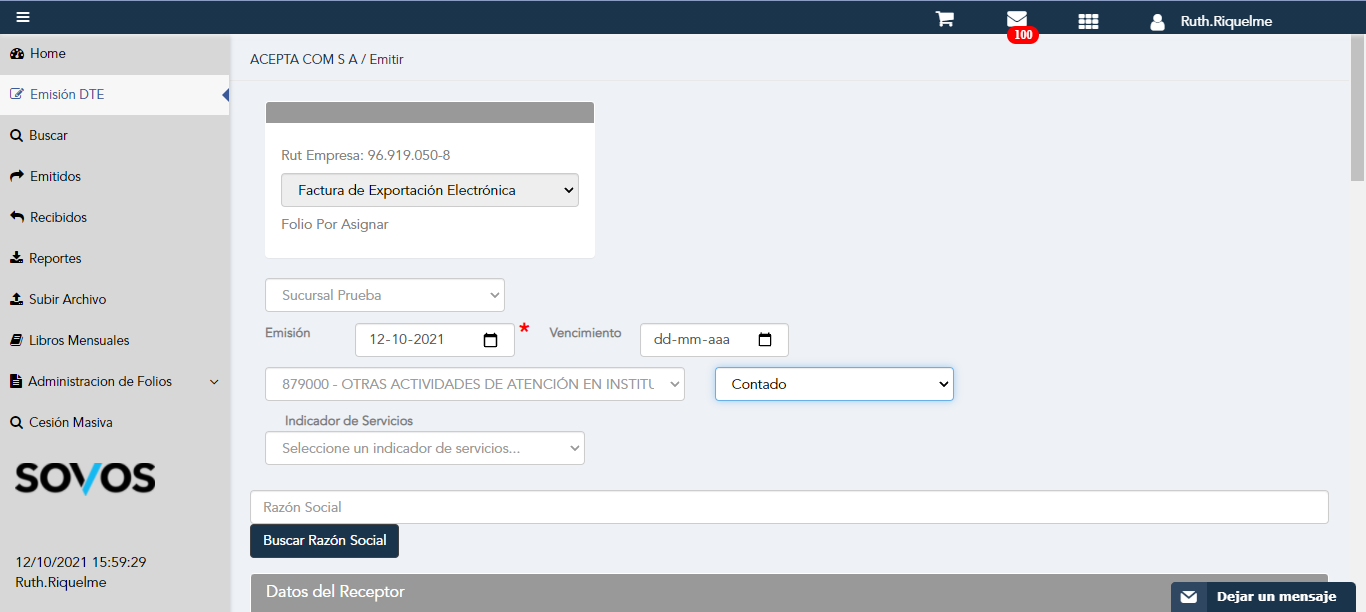 100
Ruth.Riquelme
Home
Emisión DTE
Buscar
Emitidos
Recibidos
Reportes
Subir Archivo
Libros Mensuales
Administracion de Folios
Cesión Masiva
SOVOS
12/10/2021 15:59:29
Ruth.Riquelme
ACEPTA COM S A / Emitir
Rut Empresa: 96.919.050-8
Factura de Exportación Electrónica
Folio Por Asignar
Sucursal Prueba
Emisión 12-10-2021 * Vencimiento dd-mm-aaa
879000 - OTRAS ACTIVIDADES DE ATENCIÓN EN INSTITU Contado
Indicador de Servicios
Seleccione un indicador de servicios...
Razón Social
Buscar Razón Social
Datos del Receptor
Dejar un mensaje